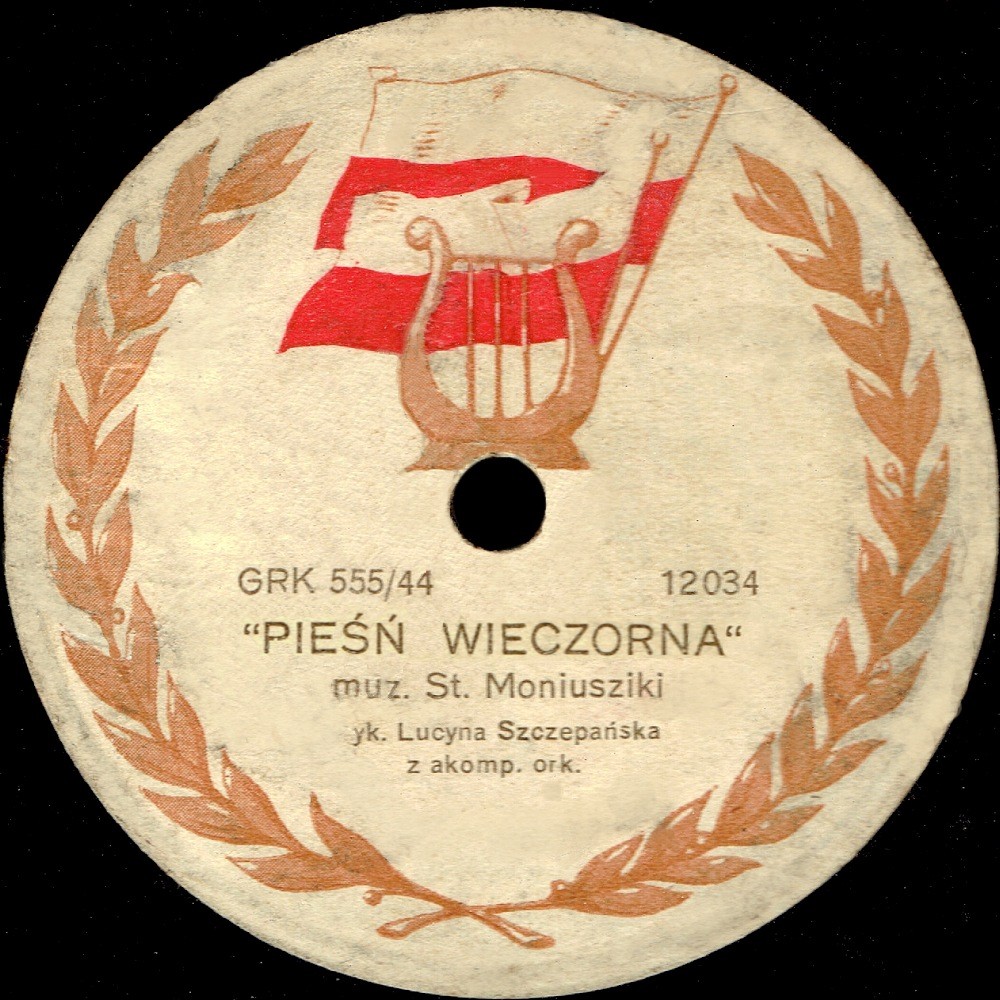 GRK 555/44 12034
“PIEŚŃ WIECZORNA“
muz. St. Moniusziki
yk. Lucyna Szczepańska
z akomp. ork.